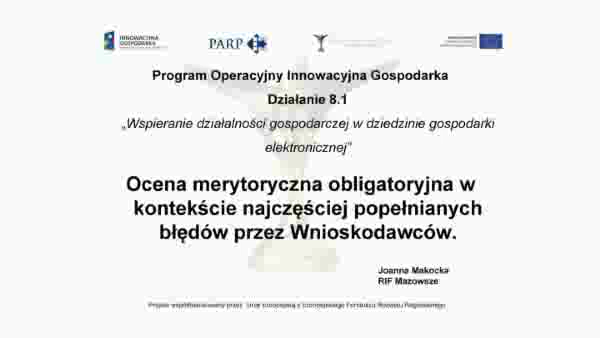 INNOWACYJNA
GOSPODARKA
PARP
Program Operacyjny Innowacyjna Gospodarka
Działanie 8.1
„Wspieranie działalności gospodarczej w dziedzinie gospodarki
elektronicznej"
Ocena merytoryczna obligatoryjna w
kontekście najczęściej popełnianych
błędów przez Wnioskodawców.
Joanna Makocka
RIF Mazowsze
Projekt współfinansowany przez Unię Europejską z Europejskiego Funduszu Rozwoju Regionalnego